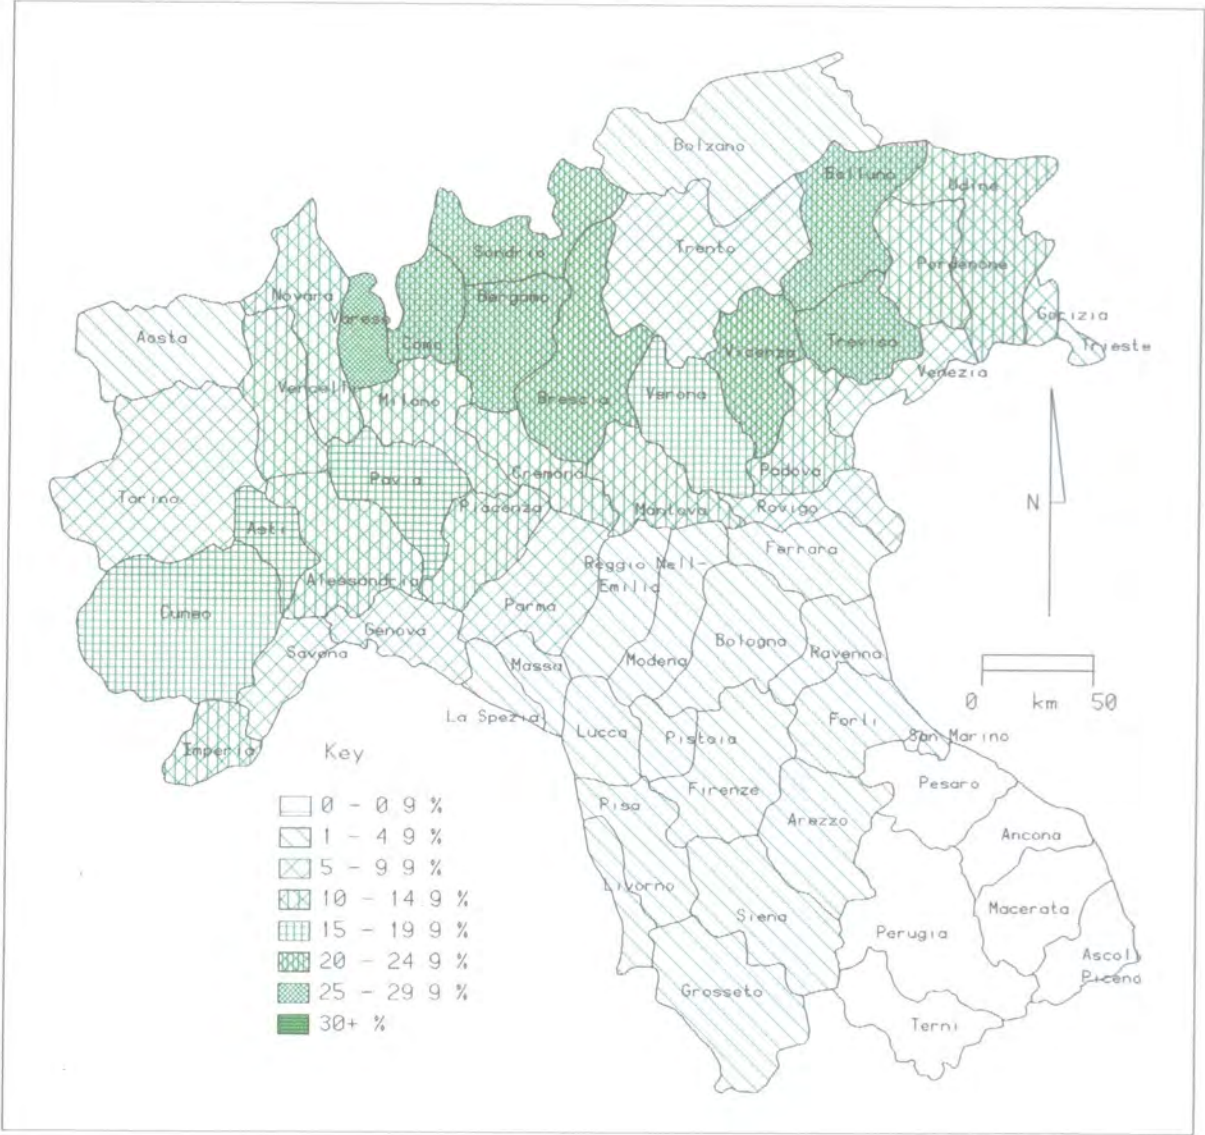 Bolzano
Belluno
Udine
Sondrio
Trento
Pordenone
Novara
Bergamo
Varese
Gorizia
Aosta
Como
Treviso
Trieste
Vicenza
Venezia
Vercelli
Milano
Brescia
Verona
Padova
Cremona
Pavia
Torino
Piacenza
Mantova
Rovigo
N
Asti
Ferrara
Reggio Nell-
Emilia
Alessandria
Parma
Cuneo
Genova
Bologna
Savona
Massa
Modena
Ravenna
0 km 50
La Spezia
Forli
Lucca
Pistoia
San Marino
Imperia
Key
Firenze
Pesaro
0 - 0 9 %
Pisa
Arezzo
Ancona
1 - 4 9 %
5 - 9 9 %
Livorno
10 - 14.9 %
Siena
Macerata
15 - 19 9 %
Perugia
20 - 24 9 %
Ascoli
Piceno
25 - 29 9 %
Grosseto
30+ %
Terni